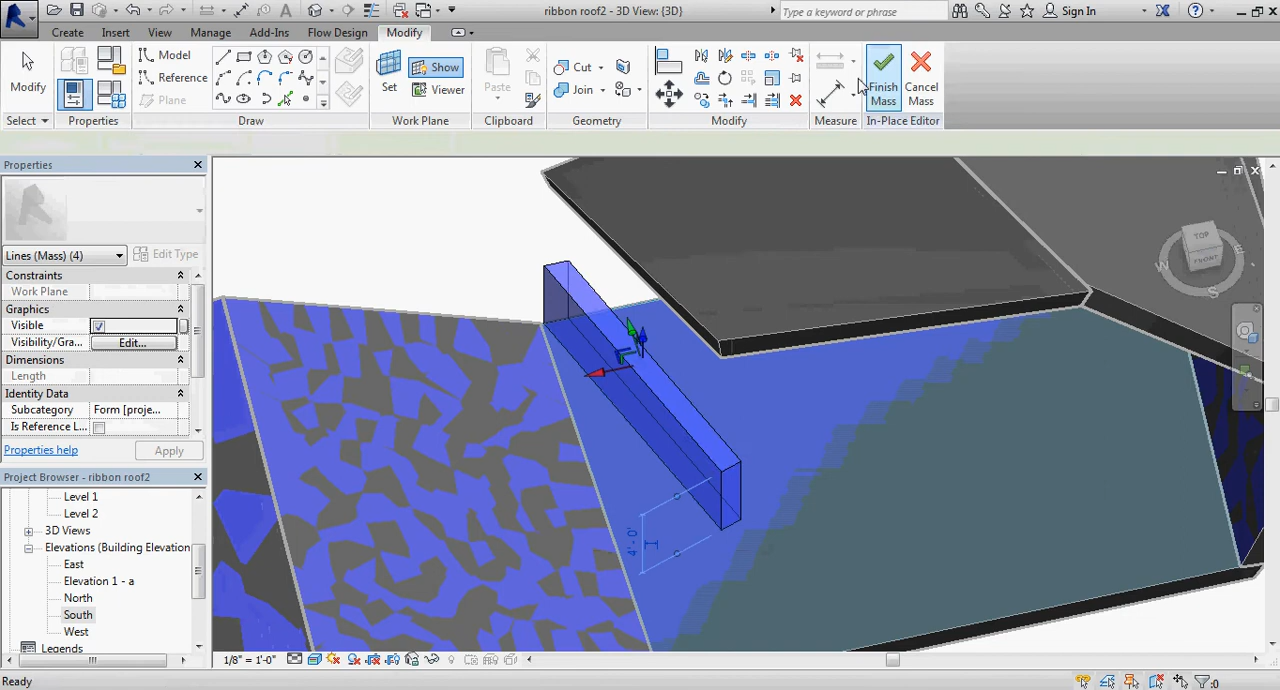 ribbon roof2 - 3D View: {3D}
Type a keyword or phrase
Sign In
Create Insert View Manage Add-Ins Flow Design Modify
Modify
Model
Reference
Plane
Set
Show
Viewer
Paste
Cut
Join
Finish Mass
Cancel Mass
Select Properties Draw Work Plane Clipboard Geometry Modify Measure In-Place Editor
Properties
Lines (Mass) (4)
Edit Type
Constraints
Work Plane
Graphics
Visible
Visibility/Gra...
Edit...
Dimensions
Length
Identity Data
Subcategory
Form [proje...
Is Reference L...
Properties help
Apply
Project Browser - ribbon roof2
Level 1
Level 2
3D Views
Elevations (Building Elevation
East
Elevation 1 - a
North
South
West
Legends
TOP
FRONT
W
S
E
4' - 0"
1/8" = 1'-0"
Ready
:0